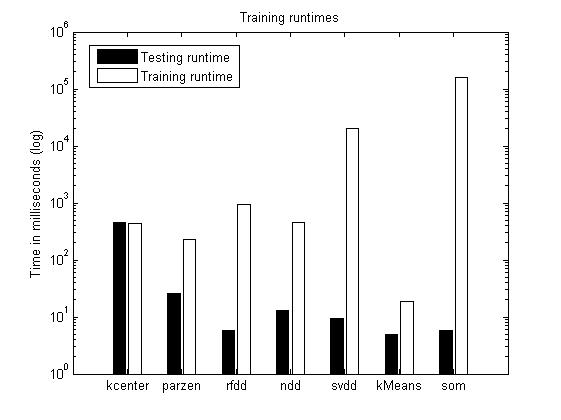 Training runtimes
Testing runtime
Training runtime
Time in milliseconds (log)
10^6
10^5
10^4
10^3
10^2
10^1
10^0
kcenter parzen rfdd ndd svdd kMeans som